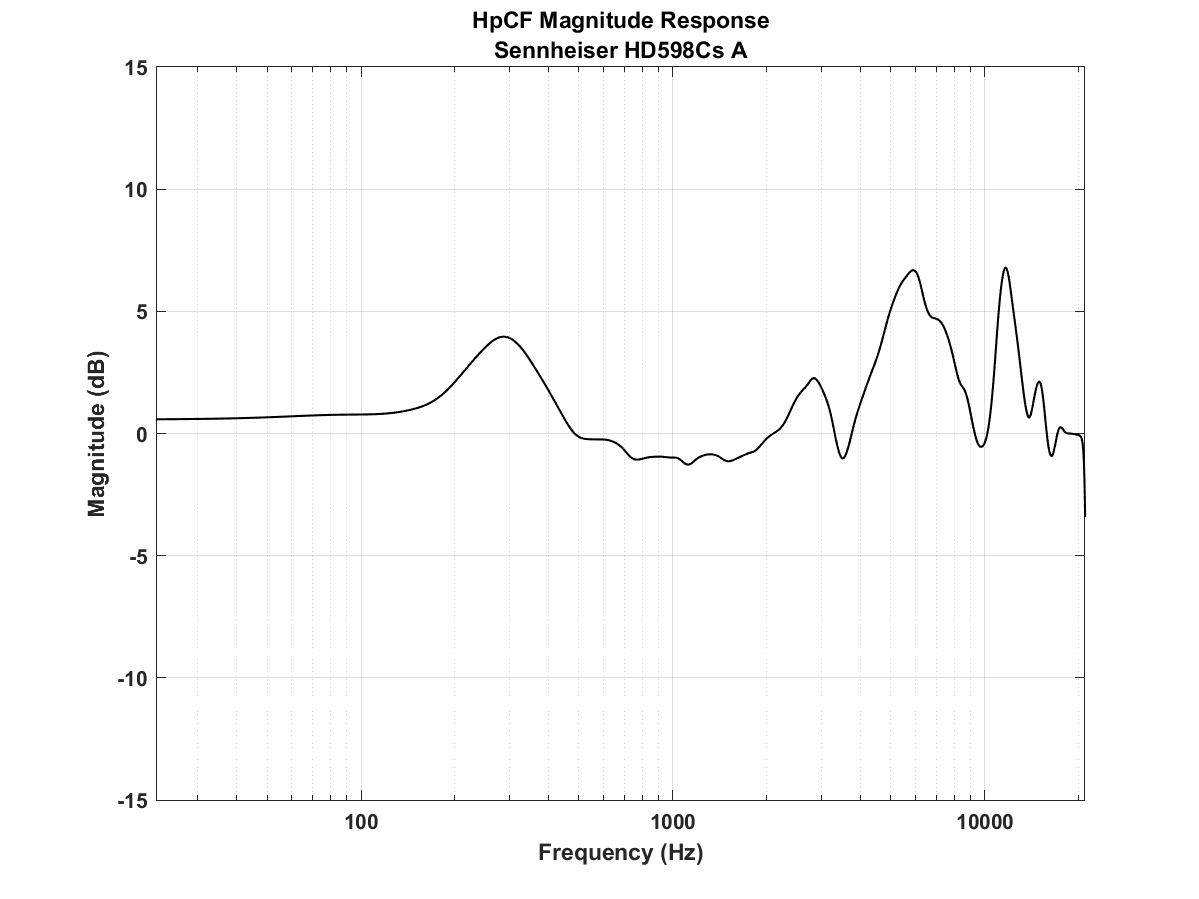 HpCF Magnitude Response
Sennheiser HD598Cs A
15
10
5
0
-5
-10
-15
Magnitude (dB)
100
1000
10000
Frequency (Hz)